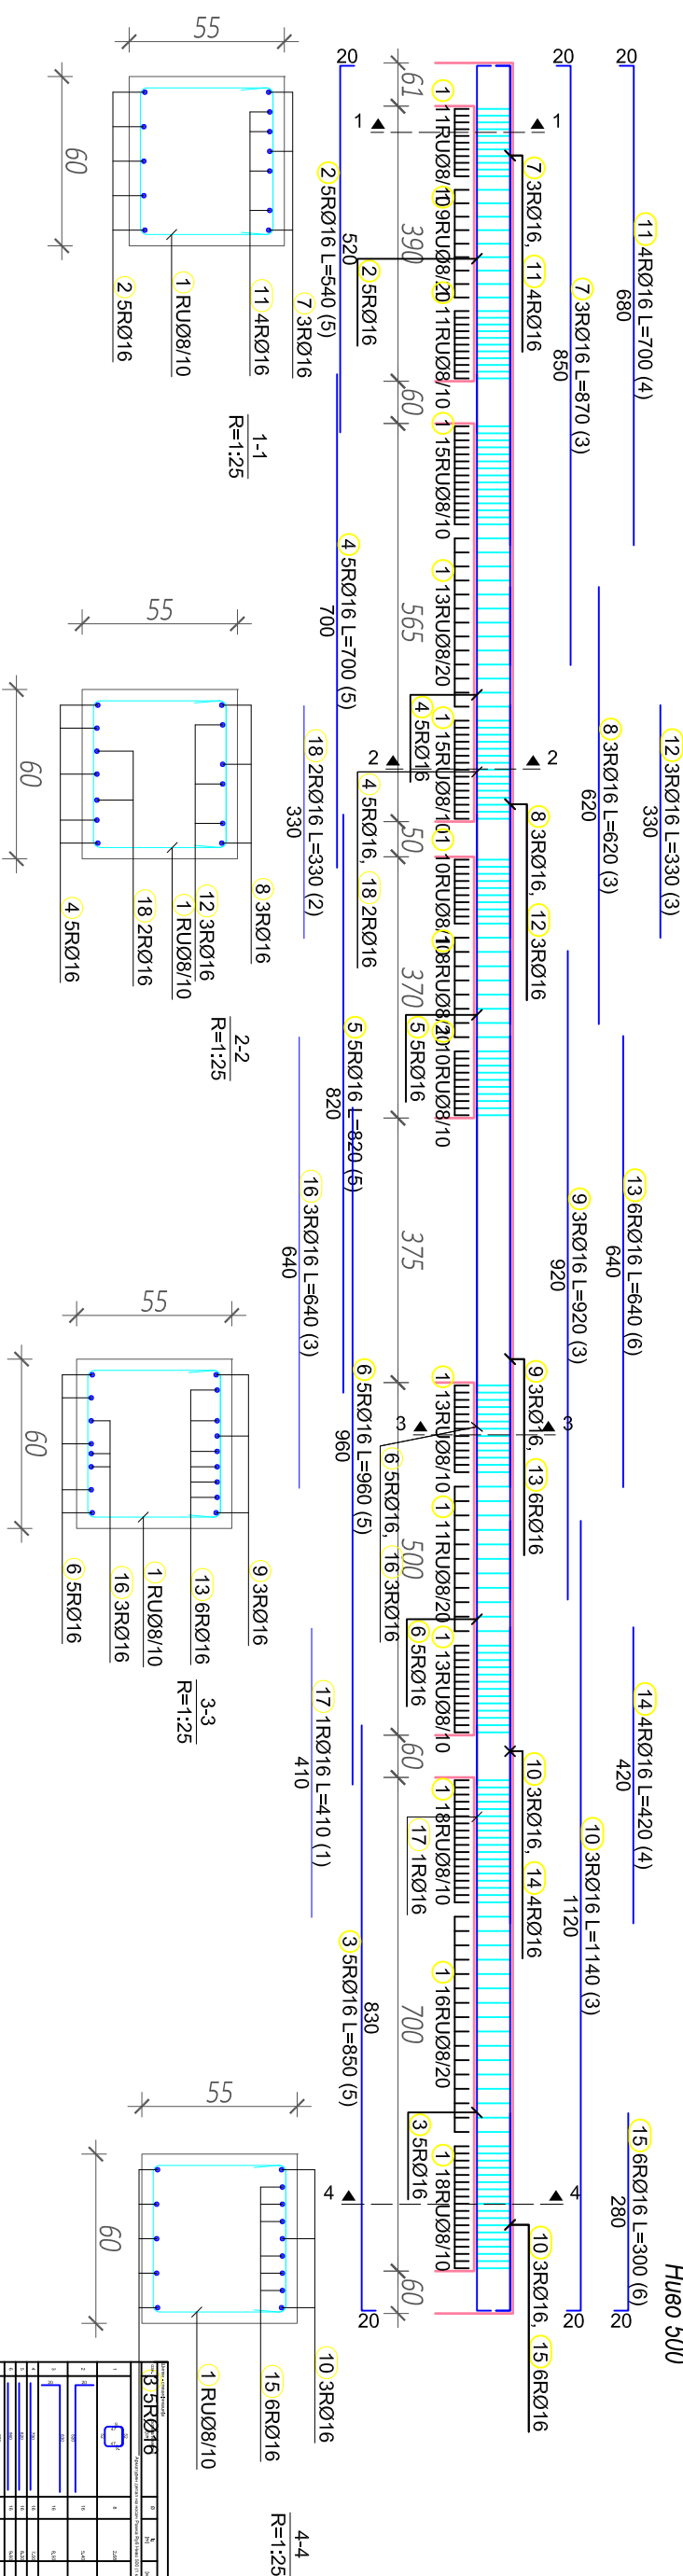 Ниво 500
11 4RØ16 L=700 (4)
680
12 3RØ16 L=330 (3)
330
13 6RØ16 L=640 (6)
640
14 4RØ16 L=420 (4)
420
15 6RØ16 L=300 (6)
280
20
20
7 3RØ16 L=870 (3)
850
20
8 3RØ16 L=620 (3)
620
9 3RØ16 L=920 (3)
920
10 3RØ16 L=1140 (3)
1120
20
7 3RØ16, 11 4RØ16
8 3RØ16, 12 3RØ16
9 3RØ16, 13 6RØ16
10 3RØ16, 14 4RØ16
10 3RØ16, 15 6RØ16
1
2
3
4
1 11RUØ8/10
1 9RUØ8/20
1 11RUØ8/10
1 15RUØ8/10
1 13RUØ8/20
1 15RUØ8/10
1 10RUØ8/10
1 8RUØ8/20
1 10RUØ8/10
1 13RUØ8/10
1 11RUØ8/20
1 13RUØ8/10
1 18RUØ8/10
1 16RUØ8/20
1 18RUØ8/10
61
390
60
565
50
370
375
500
60
700
60
1
2
3
4
2 5RØ16
4 5RØ16
4 5RØ16, 18 2RØ16
5 5RØ16
6 5RØ16, 16 3RØ16
6 5RØ16
17 1RØ16
3 5RØ16
20
2 5RØ16 L=540 (5)
520
4 5RØ16 L=700 (5)
700
5 5RØ16 L=820 (5)
820
6 5RØ16 L=960 (5)
960
3 5RØ16 L=850 (5)
830
20
18 2RØ16 L=330 (2)
330
16 3RØ16 L=640 (3)
640
17 1RØ16 L=410 (1)
410
1-1
R=1:25
55
60
7 3RØ16
11 4RØ16
1 RUØ8/10
2 5RØ16
2-2
R=1:25
55
60
8 3RØ16
12 3RØ16
1 RUØ8/10
18 2RØ16
4 5RØ16
3-3
R=1:25
55
60
9 3RØ16
13 6RØ16
1 RUØ8/10
16 3RØ16
6 5RØ16
4-4
R=1:25
55
60
10 3RØ16
15 6RØ16
1 RUØ8/10
3 5RØ16